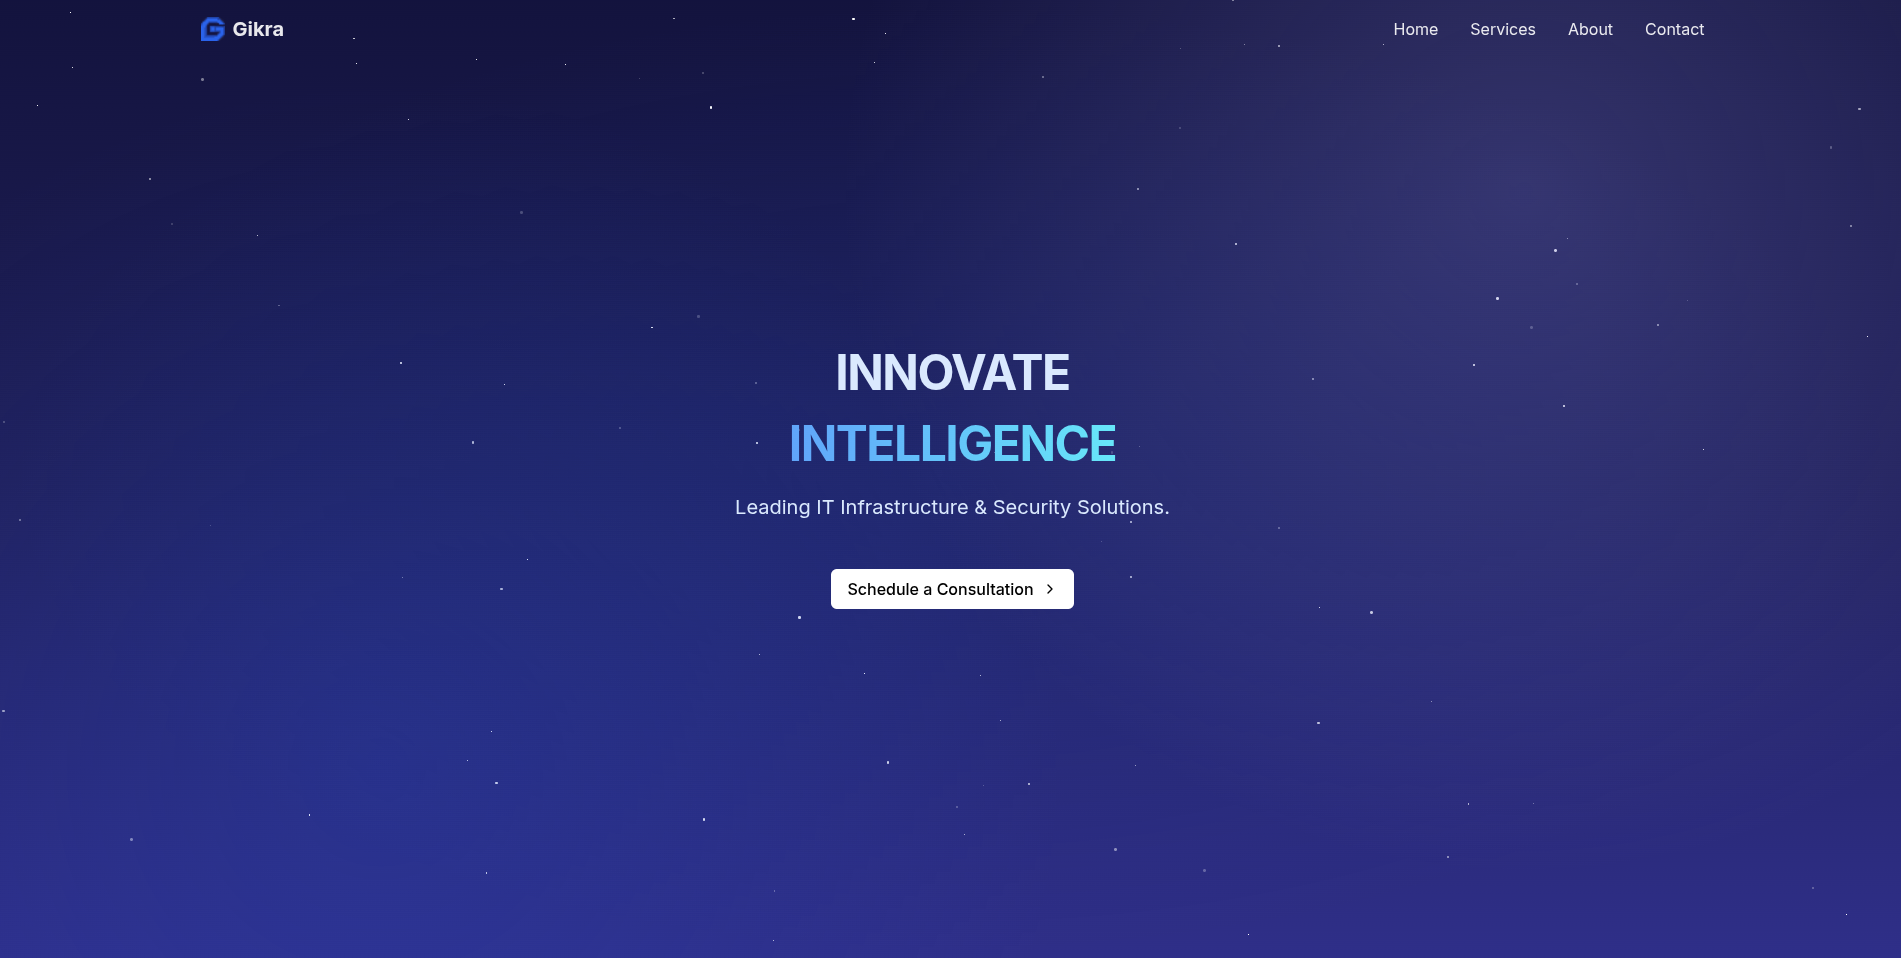 Gikra
Home Services About Contact
INNOVATE
INTELLIGENCE
Leading IT Infrastructure & Security Solutions.
Schedule a Consultation